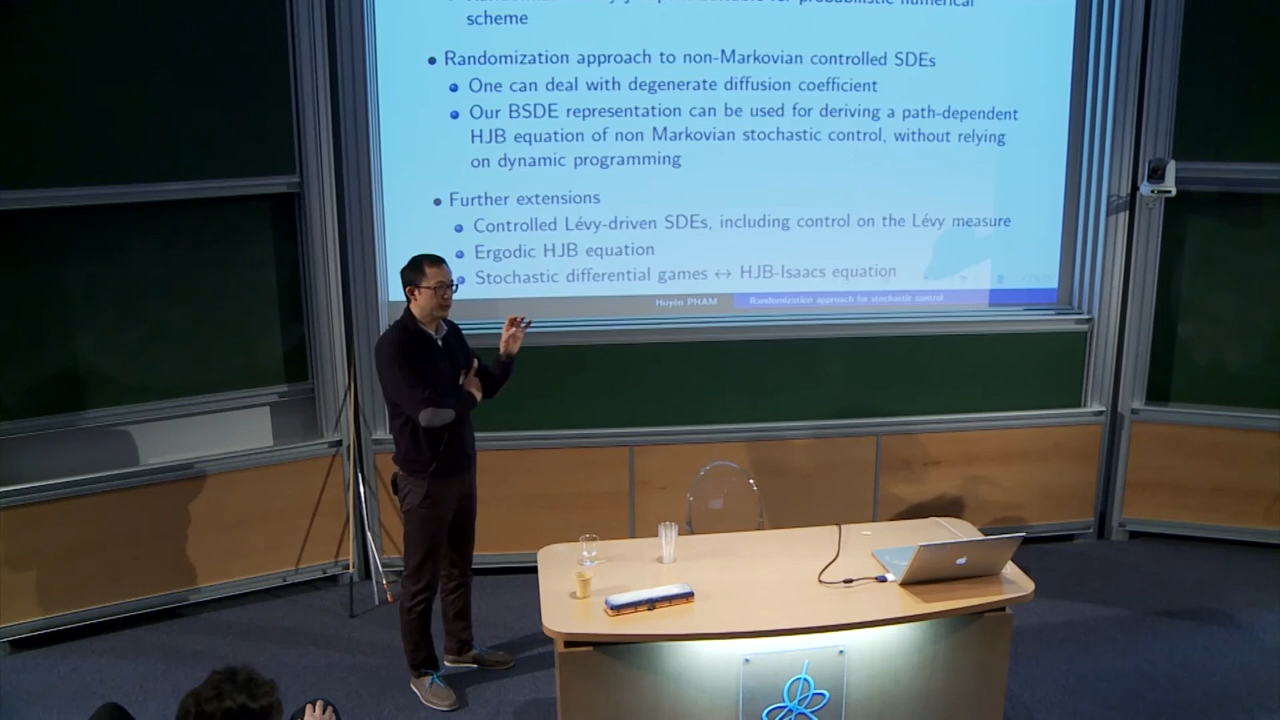 scheme
Randomization approach to non-Markovian controlled SDEs
One can deal with degenerate diffusion coefficient
Our BSDE representation can be used for deriving a path-dependent
HJB equation of non Markovian stochastic control, without relying
on dynamic programming
Further extensions
Controlled Lévy-driven SDEs, including control on the Lévy measure
Ergodic HJB equation
Stochastic differential games ↔ HJB-Isaacs equation
Huyên PHAM Randomization approach for stochastic control